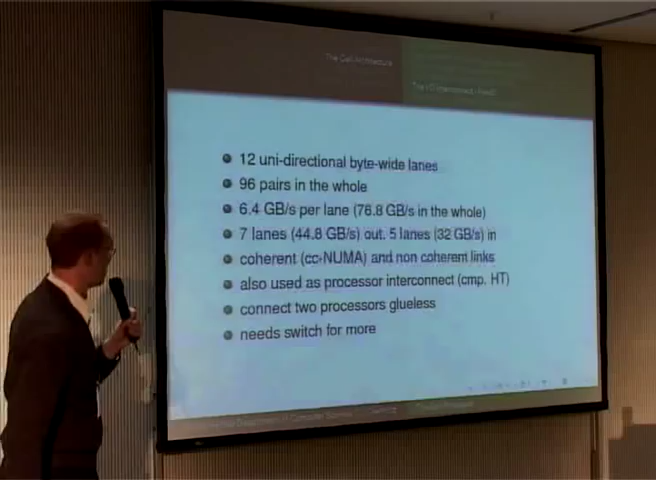 The Cell Architecture
12 uni-directional byte-wide lanes
96 pairs in the whole
6.4 GB/s per lane (76.8 GB/s in the whole)
7 lanes (44.8 GB/s) out. 5 lanes (32 GB/s) in
coherent (cc-NUMA) and non coherent links
also used as processor interconnect (cmp. HT)
connect two processors glueless
needs switch for more